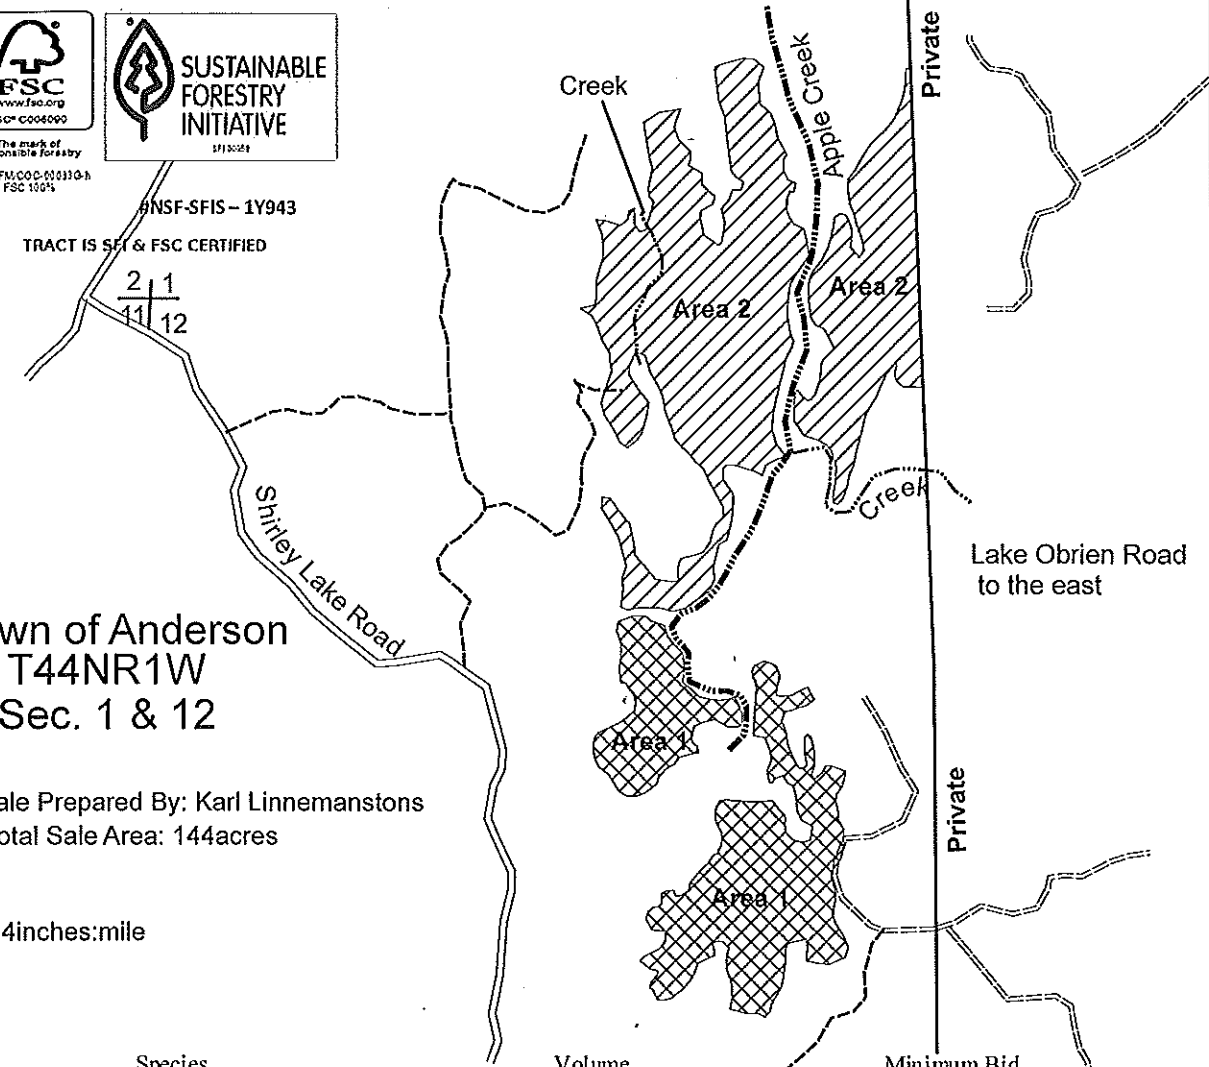 FSC
www.fsc.org
The mark of
SUSTAINABLE
FORESTRY
INITIATIVE
FSC 100%
#NSF-SFIS – 1Y943
TRACT IS SFI & FSC CERTIFIED
2 1
11 12
Creek
Apple Creek
Private
Area 2
Area 2
Creek
Shirley Lake Road
Lake Obrien Road
to the east
wn of Anderson
T44NR1W
Sec. 1 & 12
Area 1
ale Prepared By: Karl Linnemanstons
otal Sale Area: 144acres
Private
Area 1
4inches:mile
Species Volume Minimum Bid